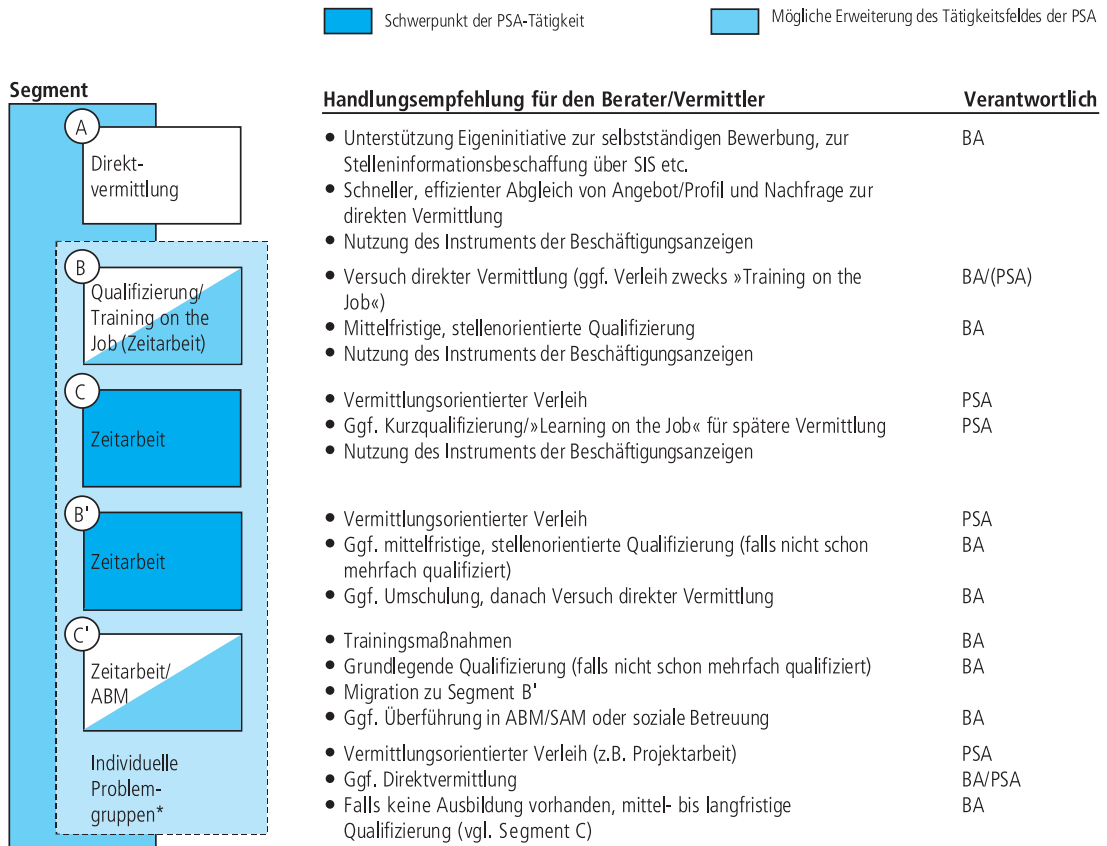 Schwerpunkt der PSA-Tätigkeit
Mögliche Erweiterung des Tätigkeitsfeldes der PSA
Segment
Handlungsempfehlung für den Berater/Vermittler
Verantwortlich
A
Direkt-
vermittlung
• Unterstützung Eigeninitiative zur selbstständigen Bewerbung, zur BA
Stelleninformationsbeschaffung über SIS etc.
• Schneller, effizienter Abgleich von Angebot/Profil und Nachfrage zur
direkten Vermittlung
• Nutzung des Instruments der Beschäftigungsanzeigen
B
Qualifizierung/
Training on the
Job (Zeitarbeit)
• Versuch direkter Vermittlung (ggf. Verleih zwecks »Training on the BA/(PSA)
Job«)
• Mittelfristige, stellenorientierte Qualifizierung BA
• Nutzung des Instruments der Beschäftigungsanzeigen
C
Zeitarbeit
• Vermittlungsorientierter Verleih PSA
• Ggf. Kurzqualifizierung/»Learning on the Job« für spätere Vermittlung PSA
• Nutzung des Instruments der Beschäftigungsanzeigen
B'
Zeitarbeit
• Vermittlungsorientierter Verleih PSA
• Ggf. mittelfristige, stellenorientierte Qualifizierung (falls nicht schon BA
mehrfach qualifiziert)
• Ggf. Umschulung, danach Versuch direkter Vermittlung BA
C'
Zeitarbeit/
ABM
• Trainingsmaßnahmen BA
• Grundlegende Qualifizierung (falls nicht schon mehrfach qualifiziert) BA
• Migration zu Segment B'
• Ggf. Überführung in ABM/SAM oder soziale Betreuung BA
Individuelle
Problem-
gruppen*
• Vermittlungsorientierter Verleih (z.B. Projektarbeit) PSA
• Ggf. Direktvermittlung BA/PSA
• Falls keine Ausbildung vorhanden, mittel- bis langfristige BA
Qualifizierung (vgl. Segment C)